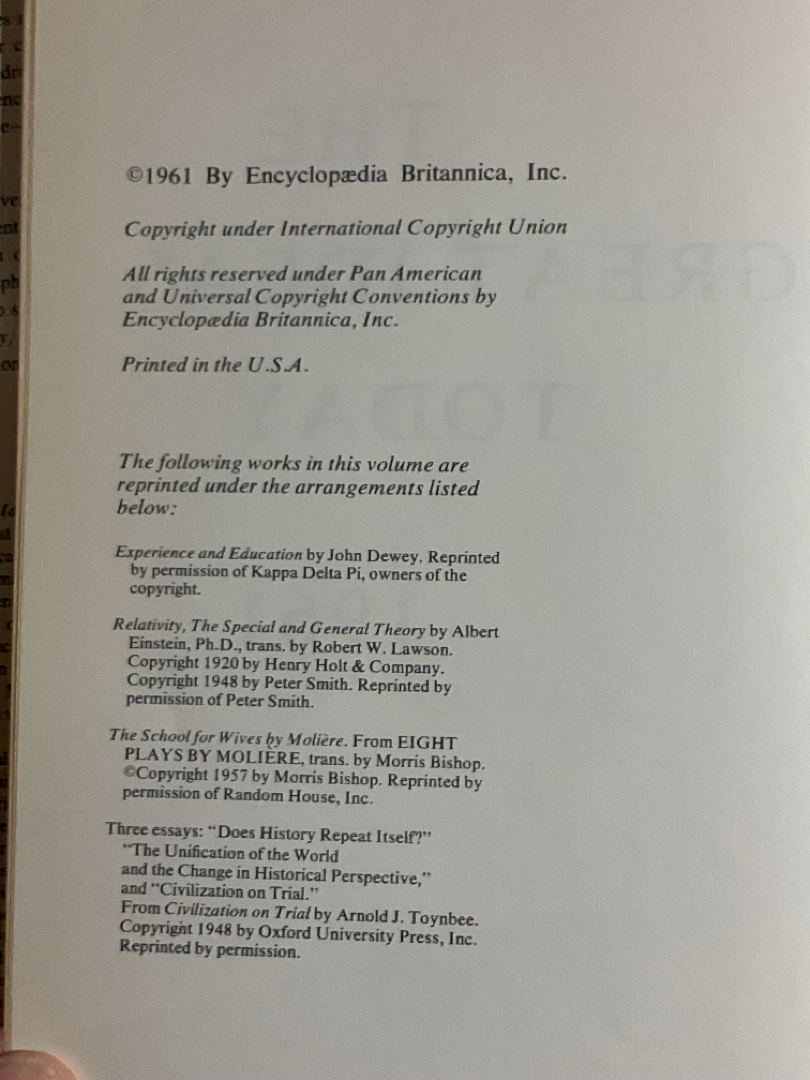 ©1961 By Encyclopædia Britannica, Inc.
Copyright under International Copyright Union
All rights reserved under Pan American
and Universal Copyright Conventions by
Encyclopædia Britannica, Inc.
Printed in the U.S.A.
The following works in this volume are
reprinted under the arrangements listed
below:
Experience and Education by John Dewey. Reprinted
by permission of Kappa Delta Pi, owners of the
copyright.
Relativity, The Special and General Theory by Albert
Einstein, Ph.D., trans. by Robert W. Lawson.
Copyright 1920 by Henry Holt & Company.
Copyright 1948 by Peter Smith. Reprinted by
permission of Peter Smith.
The School for Wives by Molière. From EIGHT
PLAYS BY MOLIÈRE, trans. by Morris Bishop.
©Copyright 1957 by Morris Bishop. Reprinted by
permission of Random House, Inc.
Three essays: "Does History Repeat Itself?"
"The Unification of the World
and the Change in Historical Perspective,"
and "Civilization on Trial."
From Civilization on Trial by Arnold J. Toynbee.
Copyright 1948 by Oxford University Press, Inc.
Reprinted by permission.